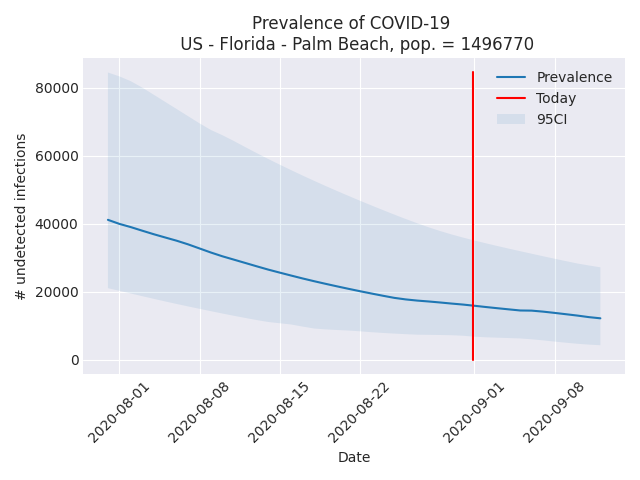 Prevalence of COVID-19
US - Florida - Palm Beach, pop. = 1496770
# undetected infections
80000
60000
40000
20000
0
Prevalence
Today
95CI
2020-08-01
2020-08-08
2020-08-15
2020-08-22
2020-09-01
2020-09-08
Date